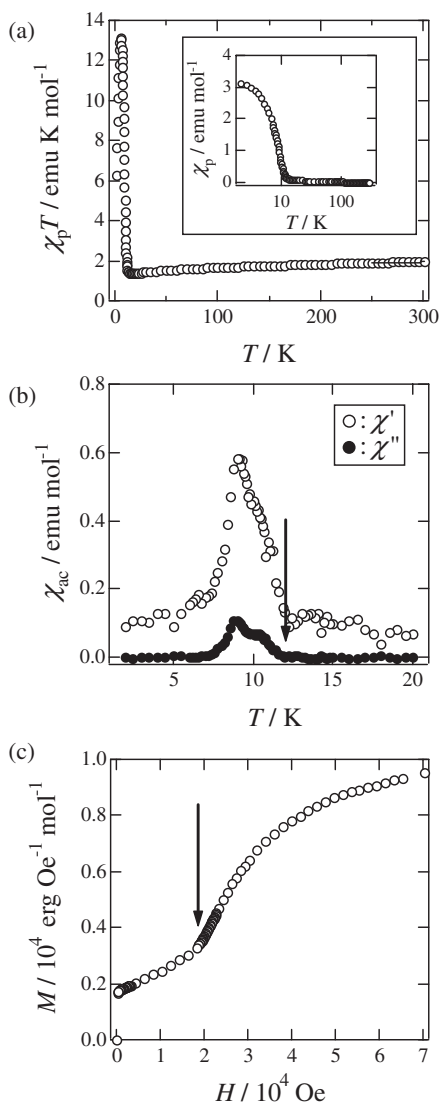 (a)
14
12
10
8
6
4
2
0
χ_p T / emu K mol⁻¹
0 100 200 300
T / K
4
3
2
1
0
χ_p / emu mol⁻¹
10 100
T / K
(b)
0.8
0.6
0.4
0.2
0.0
χ_ac / emu mol⁻¹
○: χ'
●: χ"
5 10 15 20
T / K
(c)
1.0
0.8
0.6
0.4
0.2
0.0
M / 10⁴ erg Oe⁻¹ mol⁻¹
0 1 2 3 4 5 6 7
H / 10⁴ Oe